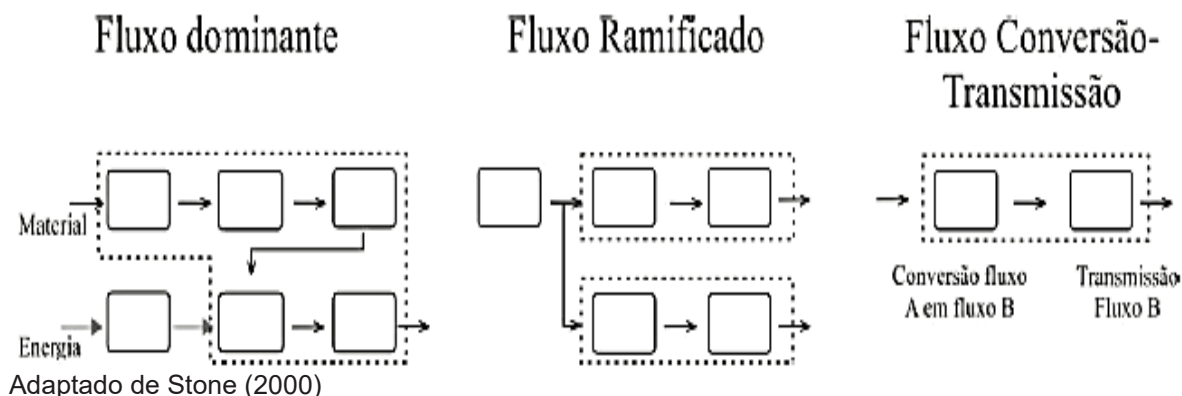 Fluxo dominante
Fluxo Ramificado
Fluxo Conversão-
Transmissão
Material
Energia
Conversão fluxo
A em fluxo B
Transmissão
Fluxo B
Adaptado de Stone (2000)